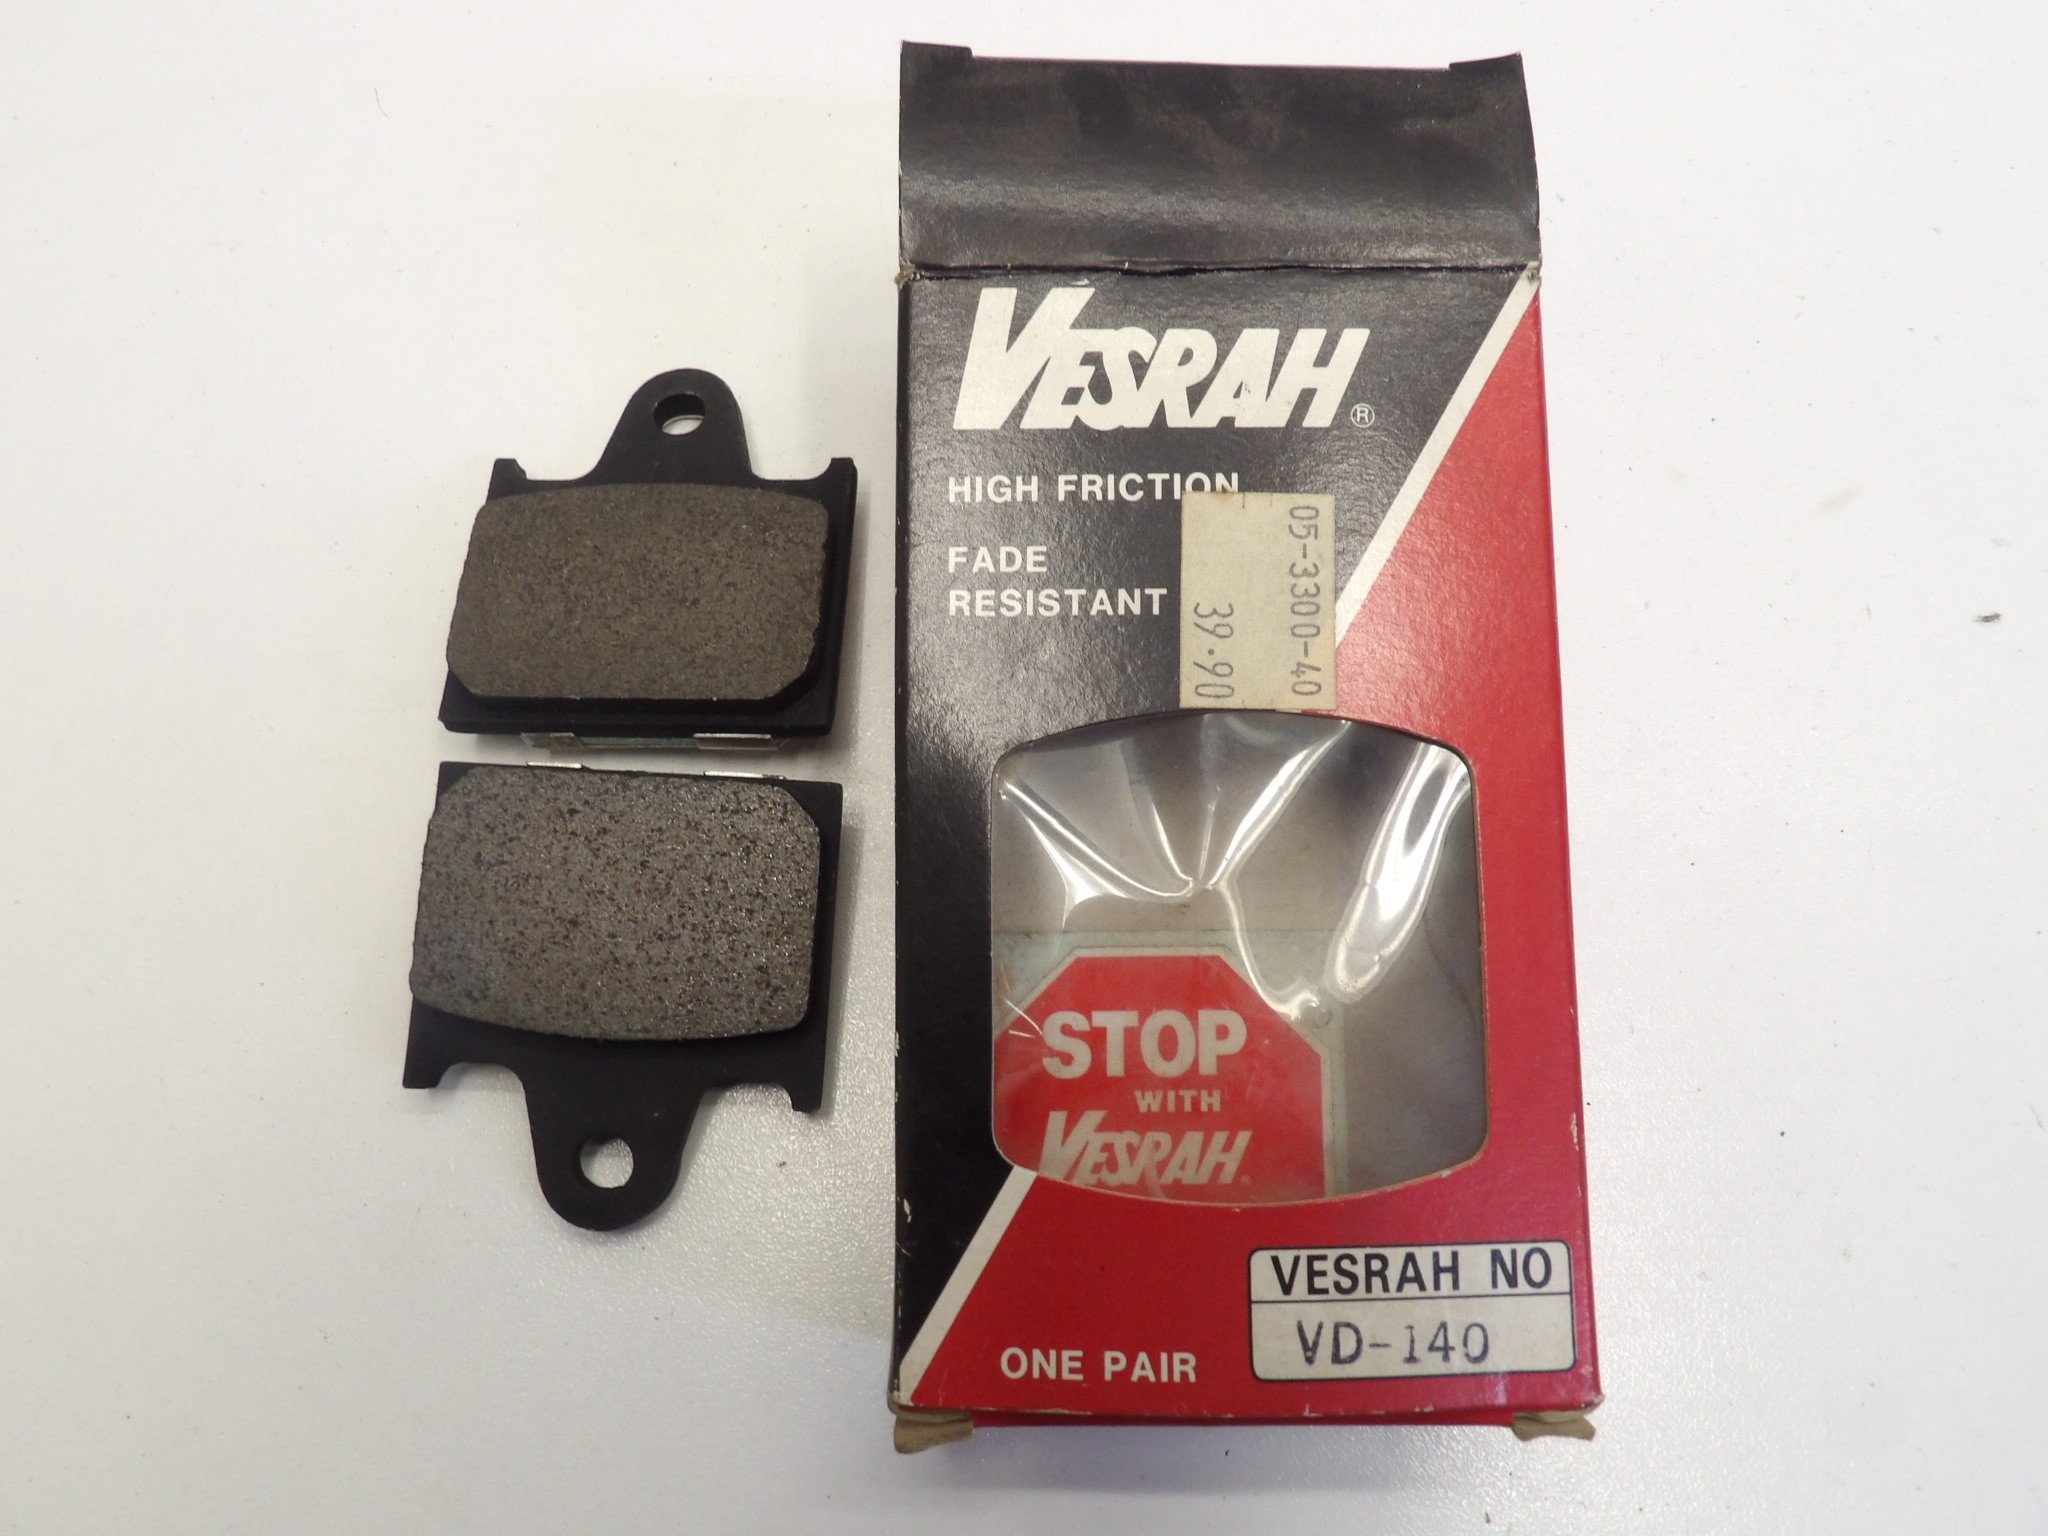 VESRAH®
HIGH FRICTION
FADE
RESISTANT
05-3300-40
39.90
STOP
WITH
VESRAH
VESRAH NO
VD-140
ONE PAIR